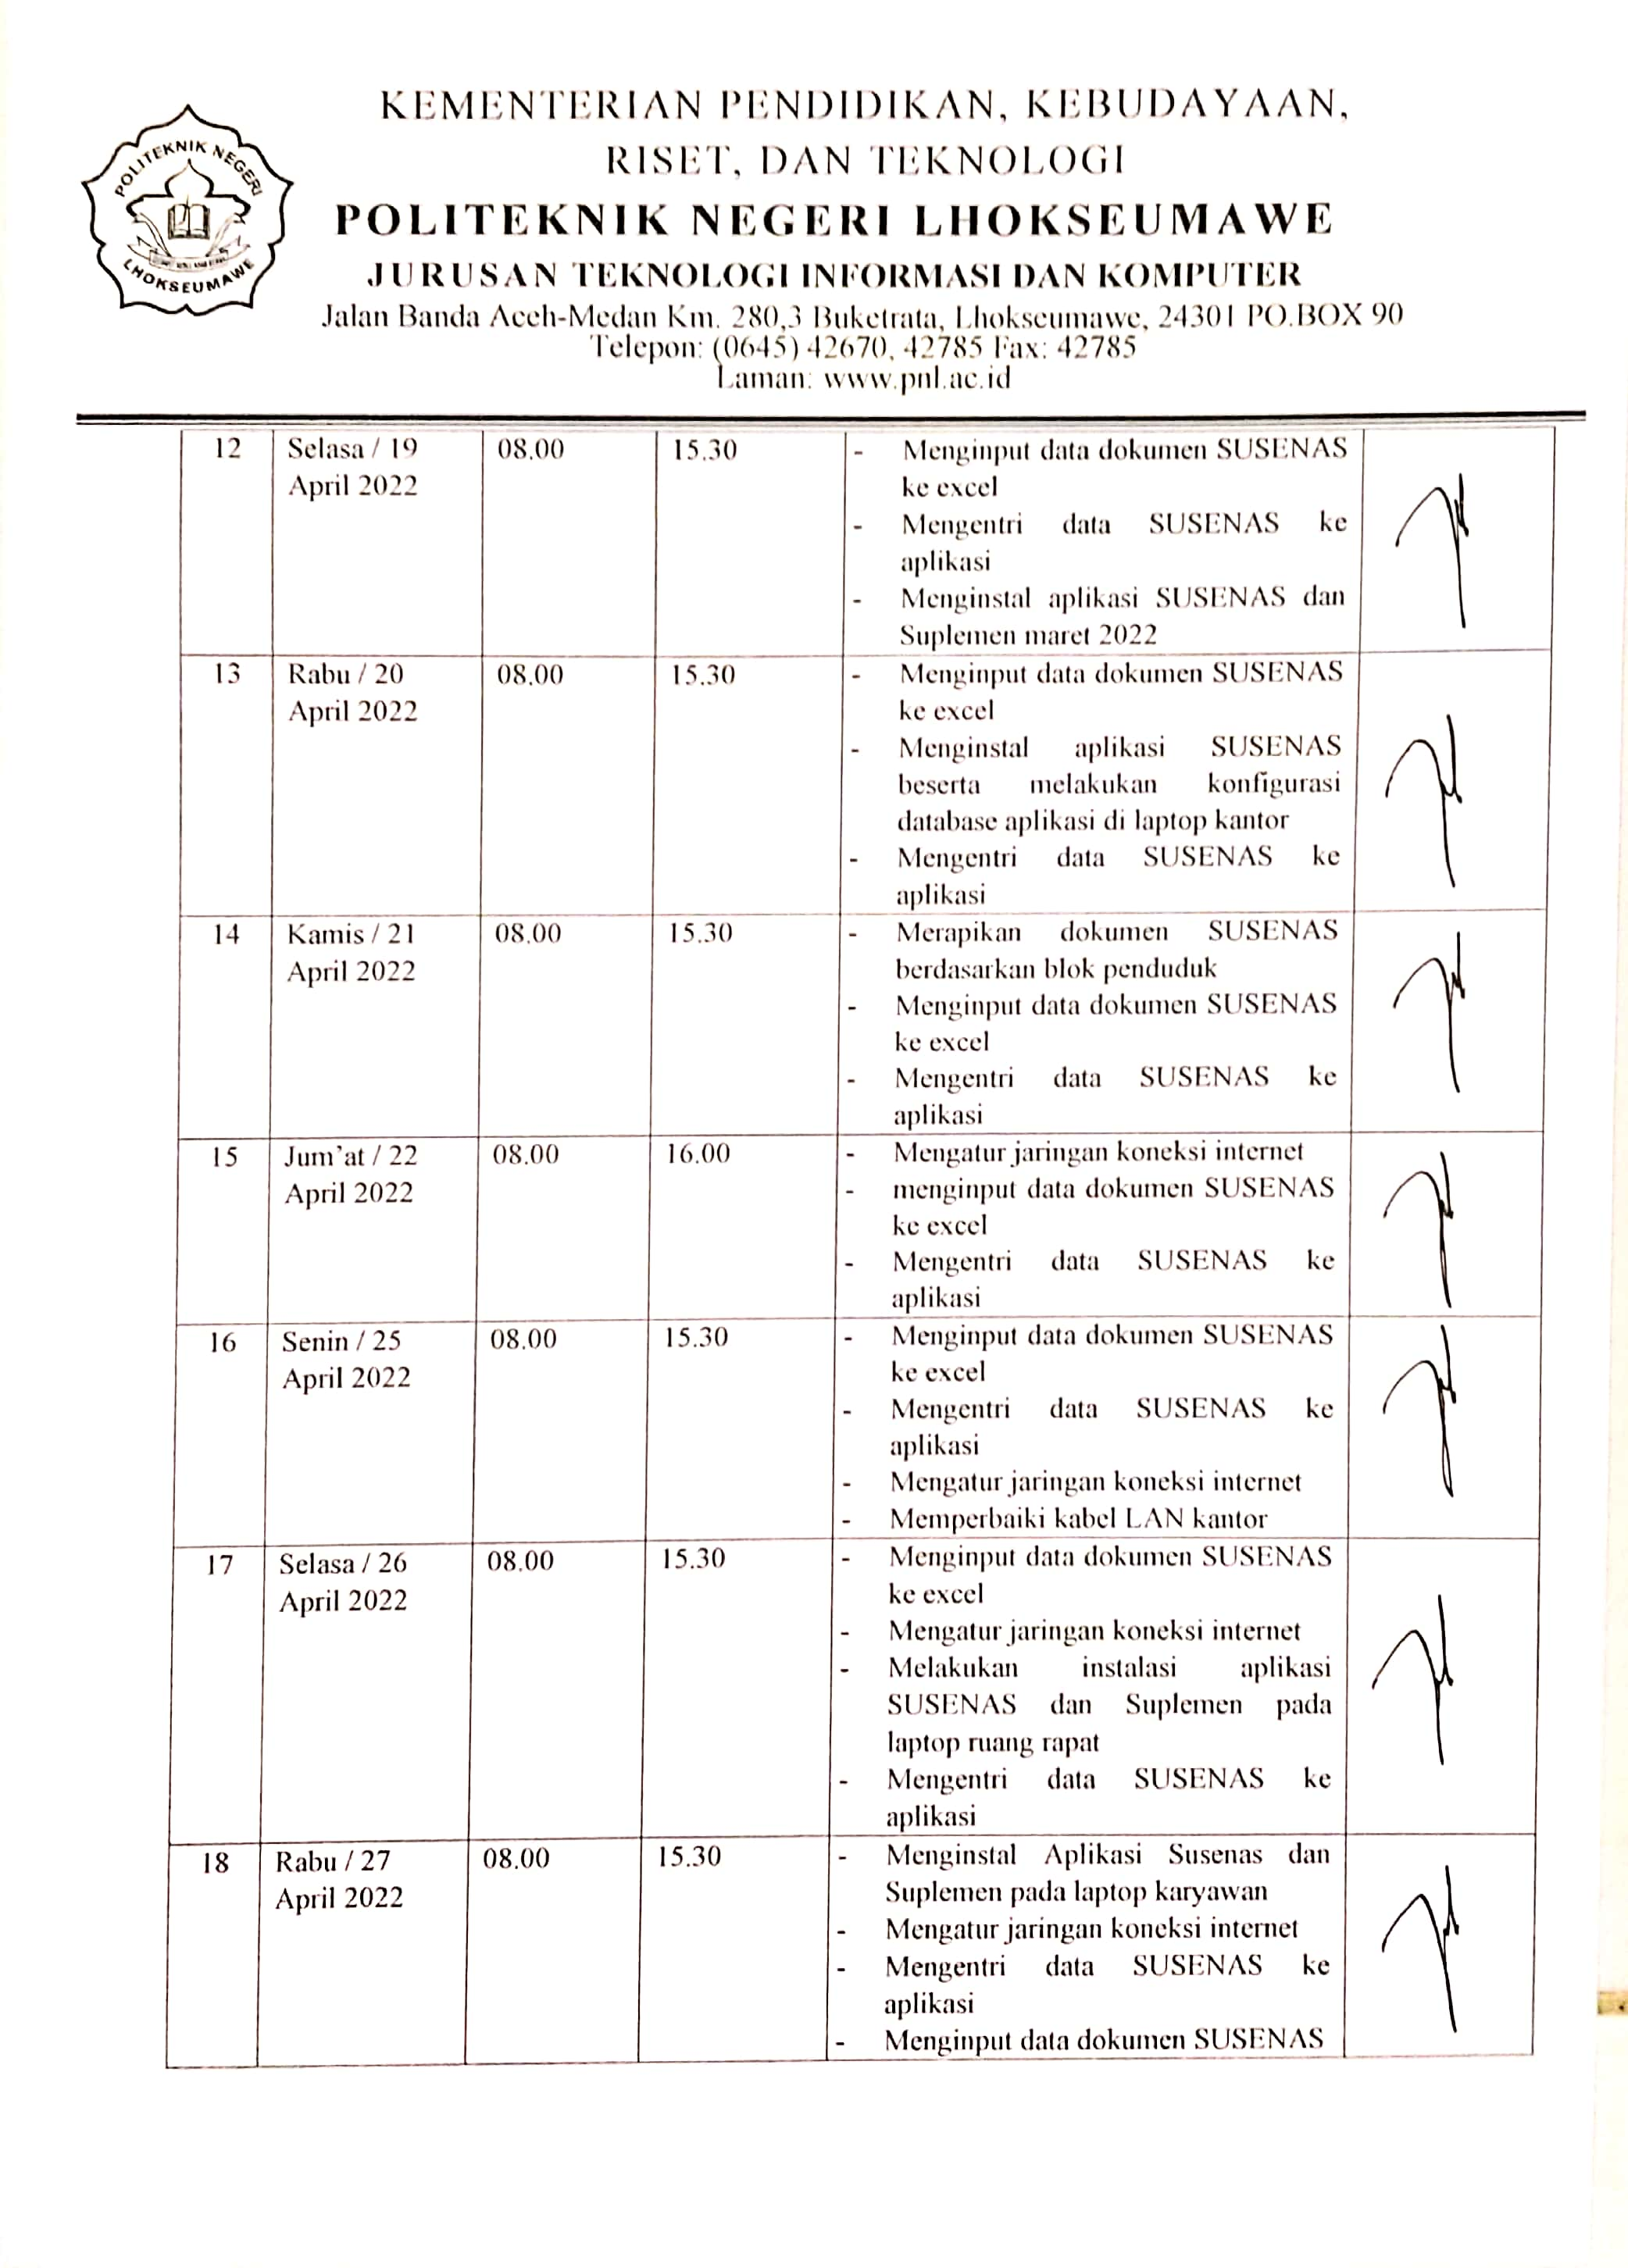 KEMENTERIAN PENDIDIKAN, KEBUDAYAAN,
RISET, DAN TEKNOLOGI
POLITEKNIK NEGERI LHOKSEUMAWE
JURUSAN TEKNOLOGI INFORMASI DAN KOMPUTER
Jalan Banda Aceh-Medan Km. 280,3 Buketrata, Lhokseumawe, 24301 PO.BOX 90
Telepon: (0645) 42670, 42785 Fax: 42785
Laman: www.pnl.ac.id
POLITEKNIK NEGERI
LHOKSEUMAWE
12 Selasa / 19 08.00 15.30 - Menginput data dokumen SUSENAS
April 2022 ke excel
- Mengentri data SUSENAS ke
aplikasi
- Menginstal aplikasi SUSENAS dan
Suplemen maret 2022
13 Rabu / 20 08.00 15.30 - Menginput data dokumen SUSENAS
April 2022 ke excel
- Menginstal aplikasi SUSENAS
beserta melakukan konfigurasi
database aplikasi di laptop kantor
- Mengentri data SUSENAS ke
aplikasi
14 Kamis / 21 08.00 15.30 - Merapikan dokumen SUSENAS
April 2022 berdasarkan blok penduduk
- Menginput data dokumen SUSENAS
ke excel
- Mengentri data SUSENAS ke
aplikasi
15 Jum'at / 22 08.00 16.00 - Mengatur jaringan koneksi internet
April 2022 - menginput data dokumen SUSENAS
ke excel
- Mengentri data SUSENAS ke
aplikasi
16 Senin / 25 08.00 15.30 - Menginput data dokumen SUSENAS
April 2022 ke excel
- Mengentri data SUSENAS ke
aplikasi
- Mengatur jaringan koneksi internet
- Memperbaiki kabel LAN kantor
17 Selasa / 26 08.00 15.30 - Menginput data dokumen SUSENAS
April 2022 ke excel
- Mengatur jaringan koneksi internet
- Melakukan instalasi aplikasi
SUSENAS dan Suplemen pada
laptop ruang rapat
- Mengentri data SUSENAS ke
aplikasi
18 Rabu / 27 08.00 15.30 - Menginstal Aplikasi Susenas dan
April 2022 Suplemen pada laptop karyawan
- Mengatur jaringan koneksi internet
- Mengentri data SUSENAS ke
aplikasi
- Menginput data dokumen SUSENAS